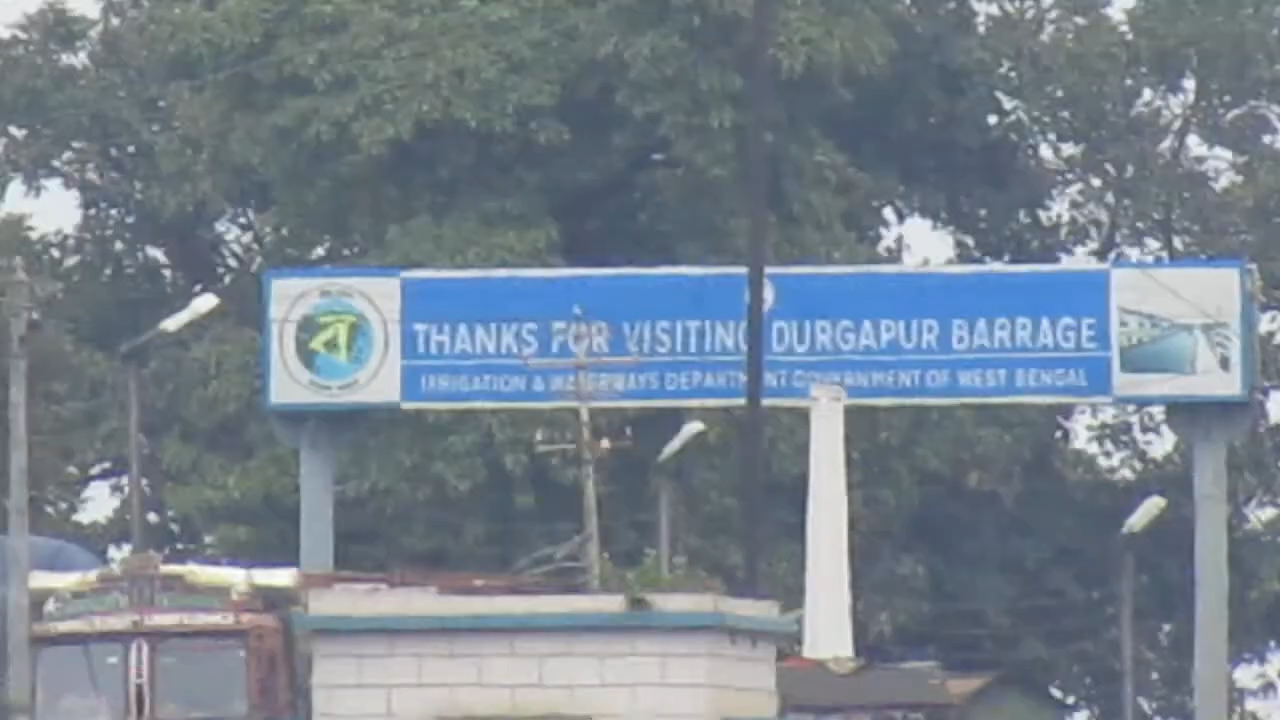 THANKS FOR VISITING DURGAPUR BARRAGE
IRRIGATION & WATERWAYS DEPARTMENT GOVERNMENT OF WEST BENGAL